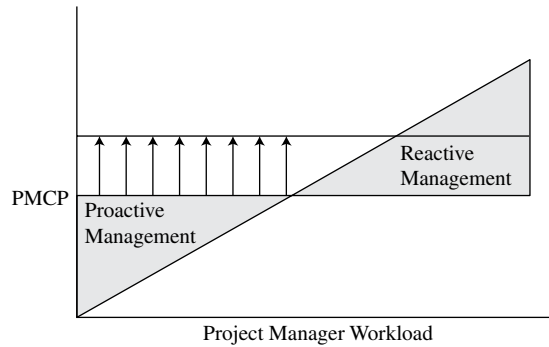 Reactive
Management
PMCP
Proactive
Management
Project Manager Workload